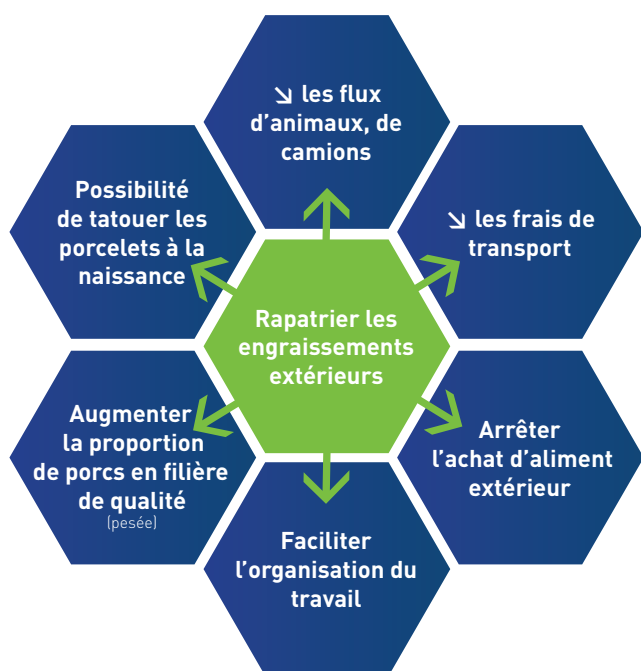 ↘ les flux
d'animaux, de
camions
Possibilité
de tatouer les
porcelets à la
naissance
↘ les frais de
transport
Rapatrier les
engraissements
extérieurs
Augmenter
la proportion
de porcs en filière
de qualité
(pesée)
Arrêter
l'achat d'aliment
extérieur
Faciliter
l'organisation du
travail